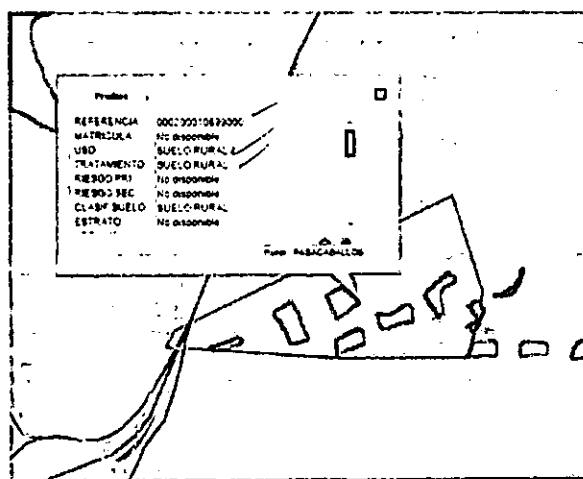 Predios
REFERENCIA 000200010699000
MATRICULA No disponible
USO SUELO RURAL
TRATAMIENTO SUELO RURAL
RIESGO PRI No disponible
RIESGO SEC No disponible
CLASIF SUELO SUELO RURAL
ESTRATO No disponible
PASACABALLOS